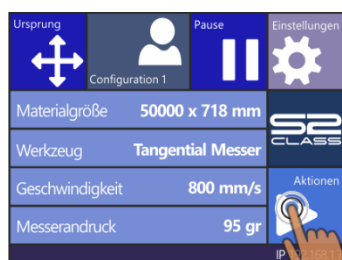 Ursprung
Configuration 1
Pause
Einstellungen
Materialgröße 50000 x 718 mm
S2 CLASS
Werkzeug Tangential Messer
Geschwindigkeit 800 mm/s
Aktionen
Messerandruck 95 gr
IP